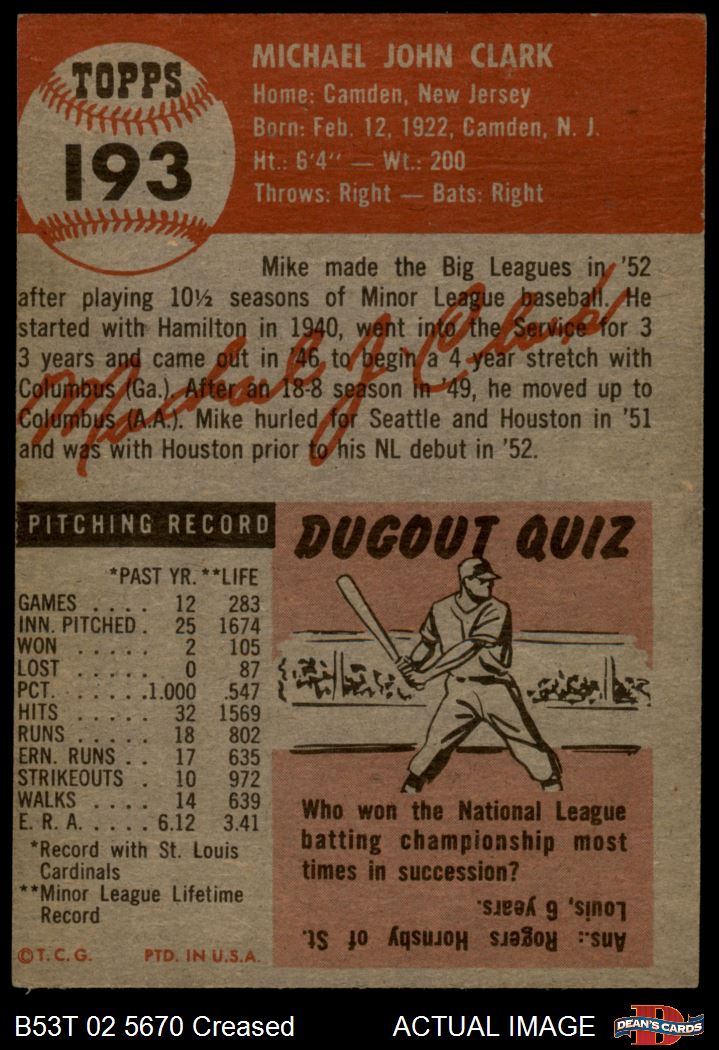 TOPPS
193
MICHAEL JOHN CLARK
Home: Camden, New Jersey
Born: Feb. 12, 1922, Camden, N. J.
Ht.: 6'4" — Wt.: 200
Throws: Right — Bats: Right
Mike made the Big Leagues in '52
after playing 10½ seasons of Minor League baseball. He
started with Hamilton in 1940, went into the Service for 3
3 years and came out in '46 to begin a 4 year stretch with
Columbus (Ga.). After an 18-8 season in '49, he moved up to
Columbus (A.A.). Mike hurled for Seattle and Houston in '51
and was with Houston prior to his NL debut in '52.
Michael J. Clark
PITCHING RECORD
*PAST YR. **LIFE
GAMES . . . . 12 283
INN. PITCHED . 25 1674
WON . . . . . 2 105
LOST . . . . . 0 87
PCT. . . . . . .1.000 .547
HITS . . . . . 32 1569
RUNS . . . . . 18 802
ERN. RUNS . . 17 635
STRIKEOUTS . 10 972
WALKS . . . . 14 639
E. R. A. . . . . 6.12 3.41
*Record with St. Louis
Cardinals
**Minor League Lifetime
Record
©T. C. G. PTD. IN U.S.A.
DUGOUT QUIZ
Who won the National League
batting championship most
times in succession?
Ans.: Rogers Hornsby of St.
Louis, 6 years.
B53T 02 5670 Creased ACTUAL IMAGE
D
DEAN'S CARDS